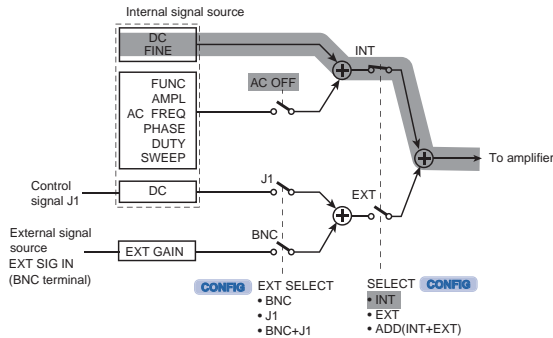 Internal signal source
DC
FINE
INT
FUNC
AMPL
AC FREQ
PHASE
DUTY
SWEEP
AC OFF
To amplifier
Control
signal J1
DC
J1
EXT
External signal
source
EXT SIG IN
(BNC terminal)
EXT GAIN
BNC
CONFIG EXT SELECT
• BNC
• J1
• BNC+J1
SELECT CONFIG
• INT
• EXT
• ADD(INT+EXT)